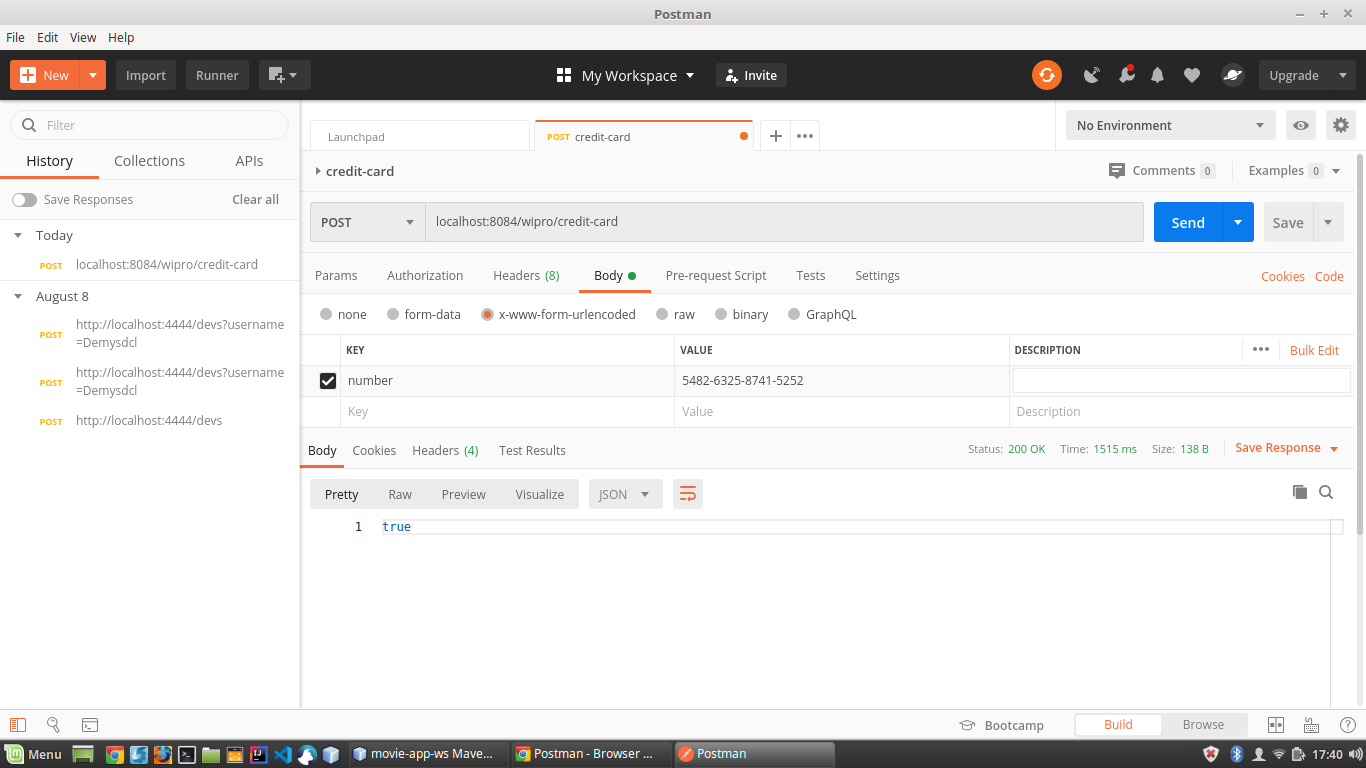 Postman
File Edit View Help
New Import Runner My Workspace Invite Upgrade
Filter
History Collections APIs
Save Responses Clear all
Today
POST localhost:8084/wipro/credit-card
August 8
POST http://localhost:4444/devs?username
=Demysdcl
POST http://localhost:4444/devs?username
=Demysdcl
POST http://localhost:4444/devs
Launchpad POST credit-card No Environment
credit-card Comments 0 Examples 0
POST localhost:8084/wipro/credit-card Send Save
Params Authorization Headers (8) Body Pre-request Script Tests Settings Cookies Code
none form-data x-www-form-urlencoded raw binary GraphQL
KEY VALUE DESCRIPTION Bulk Edit
number 5482-6325-8741-5252
Key Value Description
Body Cookies Headers (4) Test Results Status: 200 OK Time: 1515 ms Size: 138 B Save Response
Pretty Raw Preview Visualize JSON
1 true
Bootcamp Build Browse
Menu movie-app-ws Mave... Postman - Browser ... Postman 17:40